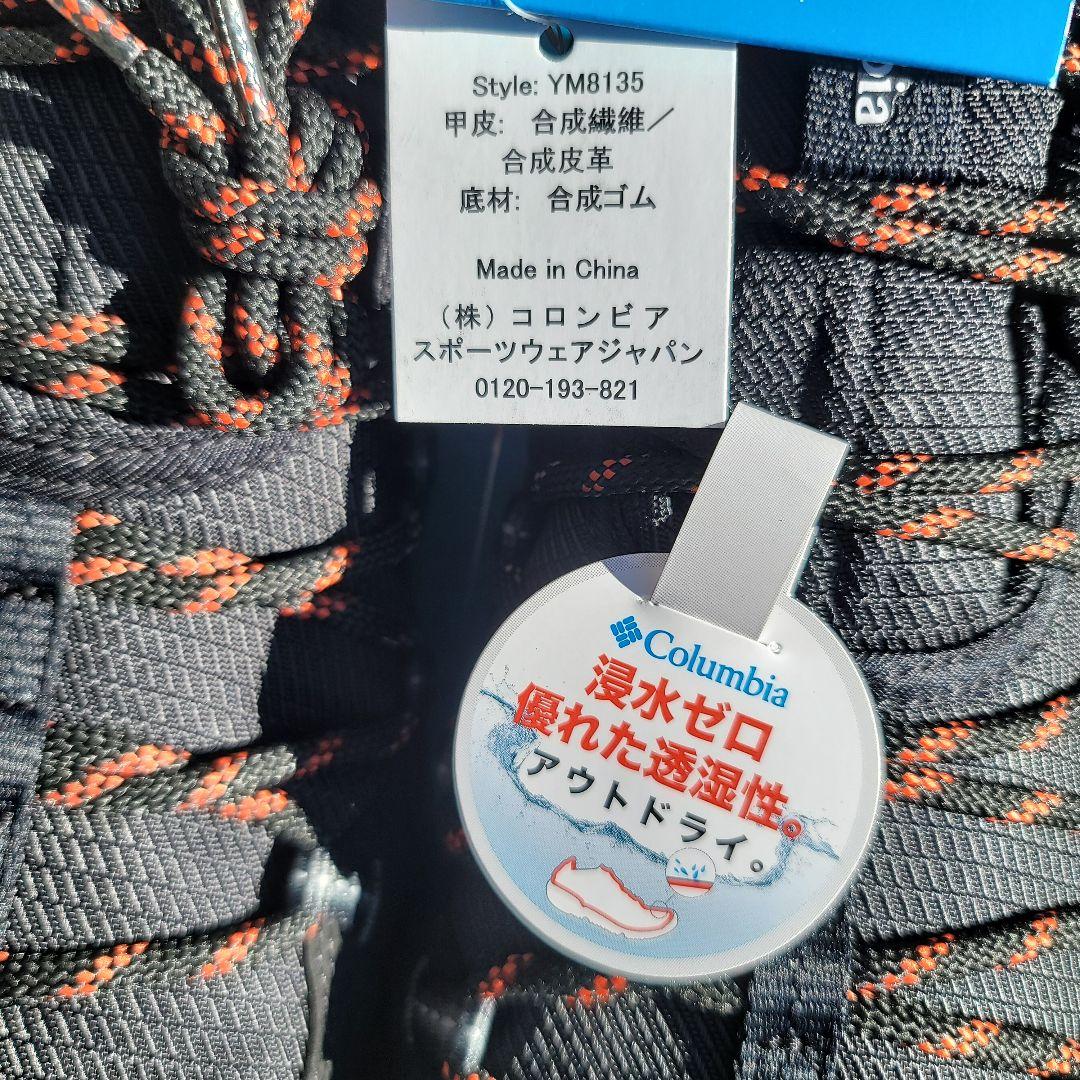 Style: YM8135
甲皮: 合成繊維／
合成皮革
底材: 合成ゴム
Made in China
（株）コロンビア
スポーツウェアジャパン
0120-193-821
bia
Columbia
浸水ゼロ
優れた透湿性。
アウトドライ。